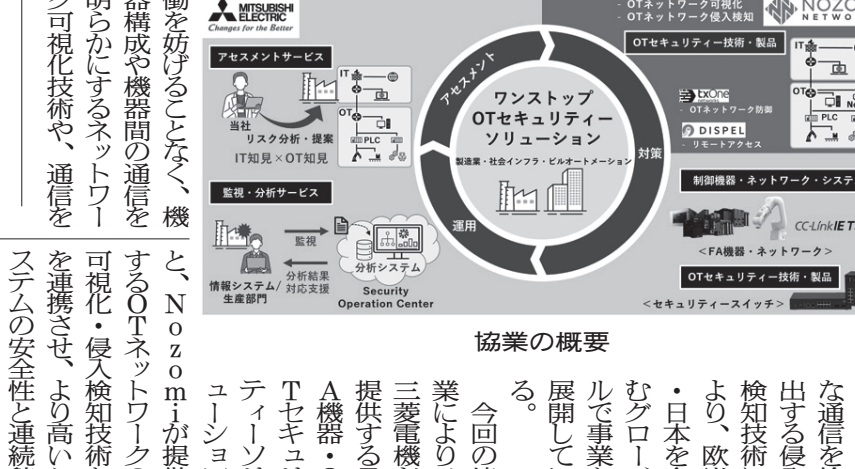 MITSUBISHI
ELECTRIC
Changes for the Better
アセスメントサービス
当社
リスク分析・提案
IT知見×OT知見
IT
OT
PLC
監視・分析サービス
監視
分析システム
分析結果
対応支援
情報システム/
生産部門
Security
Operation Center
アセスメント
対策
運用
ワンストップ
OTセキュリティー
ソリューション
製造業・社会インフラ・ビルオートメーション
- OTネットワーク可視化
- OTネットワーク侵入検知
OTセキュリティー技術・製品
txOne
networks
- OTネットワーク防御
DISPEL
- リモートアクセス
IT
OT
PLC
制御機器・ネットワーク・システ
CC-Link IE T
<FA機器・ネットワーク>
OTセキュリティー技術・製品
<セキュリティースイッチ>
協業の概要
働を妨げることなく、機
器構成や機器間の通信を
明らかにするネットワー
ク可視化技術や、通信を
な通信を
出する侵
検知技術
より、欧
・日本を
むグロー
ルで事業
展開して
る。
今回の
業により
三菱電機
提供する
A機器・
Tセキュ
ティーソ
ューショ
と、Nozomiが提
するOTネットワークの
可視化・侵入検知技術
を連携させ、より高い
ステムの安全性と連続